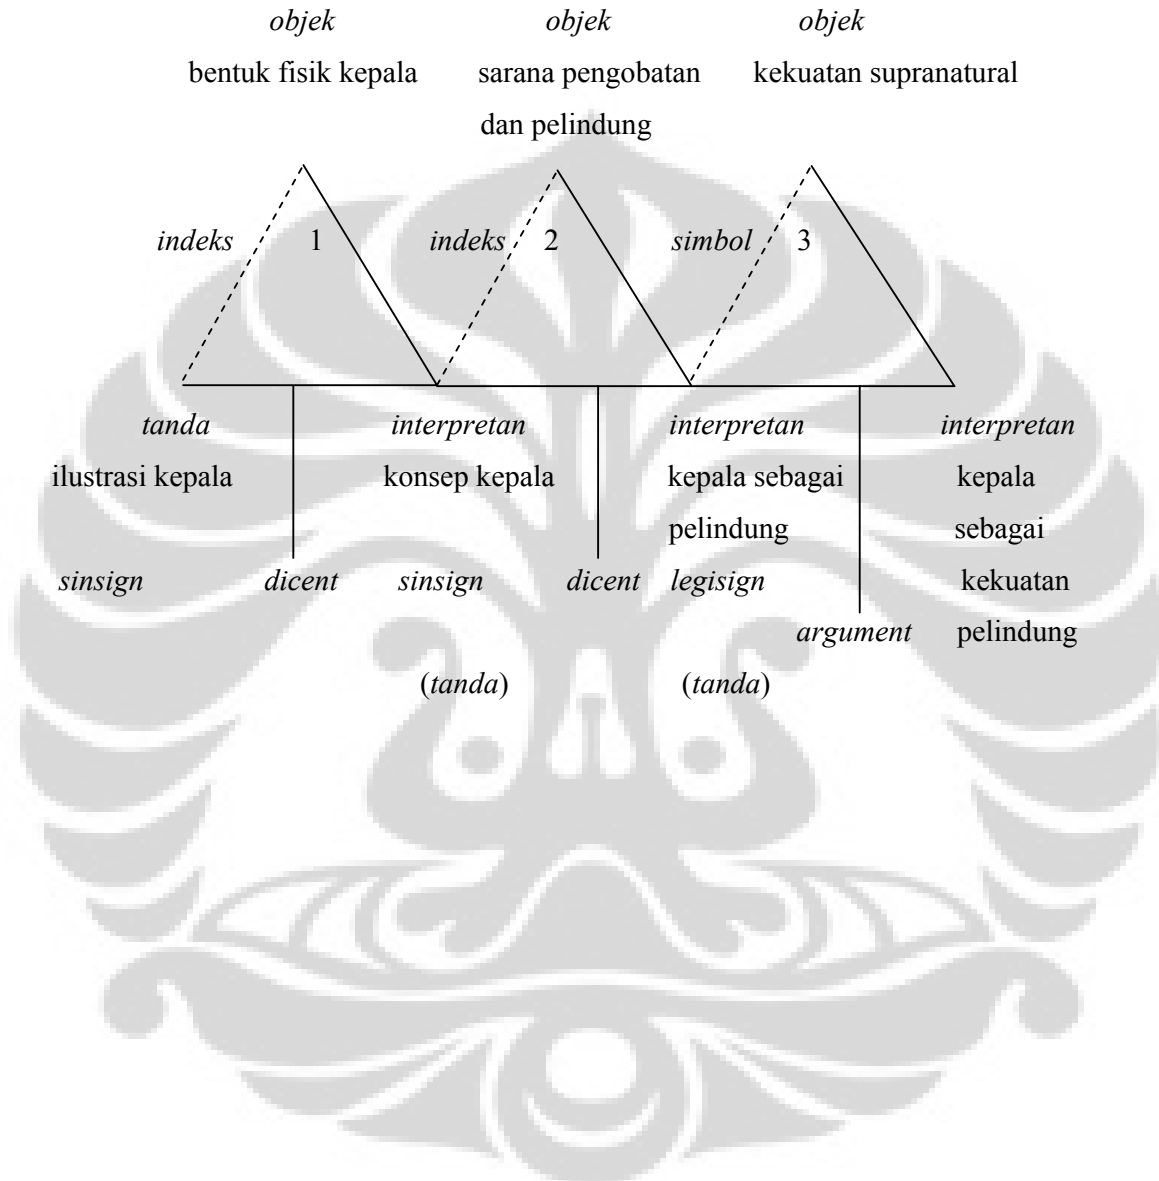 objek objek objek
bentuk fisik kepala sarana pengobatan kekuatan supranatural
dan pelindung
indeks 1 indeks 2 simbol 3
tanda interpretan interpretan interpretan
ilustrasi kepala konsep kepala kepala sebagai kepala
pelindung sebagai
sinsign dicent sinsign dicent legisign kekuatan
argument pelindung
(tanda) (tanda)